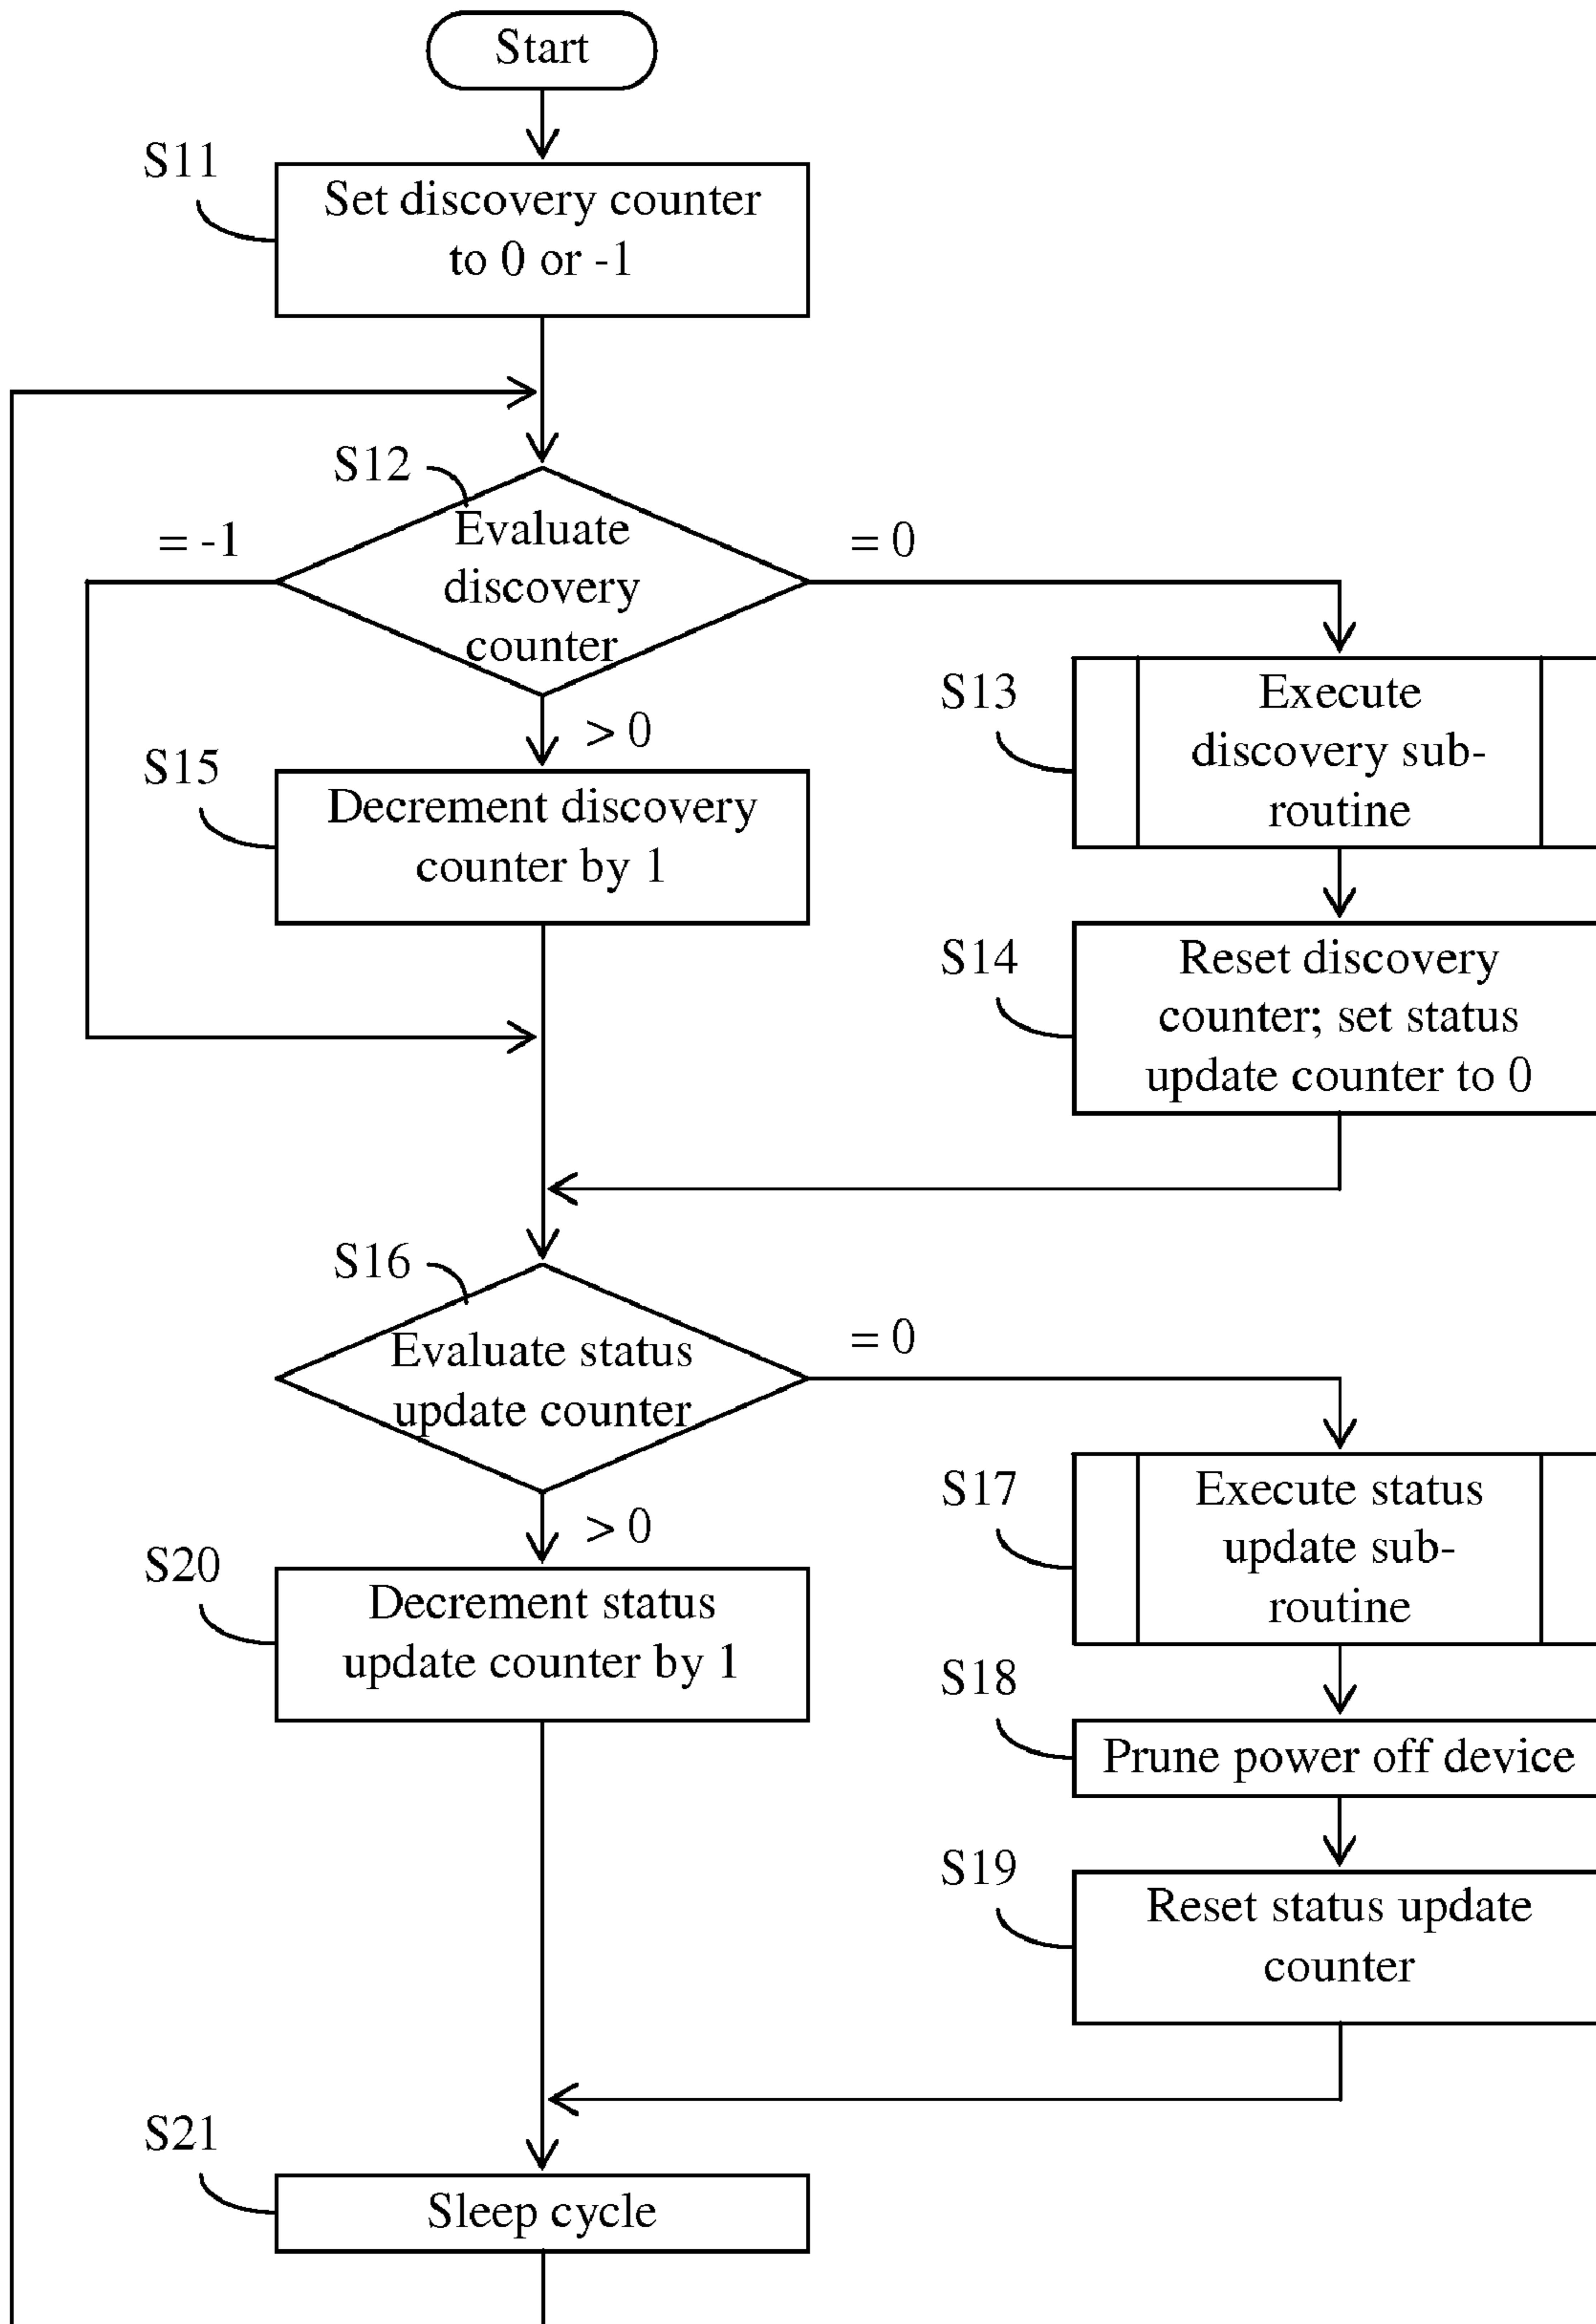 Start
S11
Set discovery counter
to 0 or -1
S12
= -1
Evaluate
discovery
counter
= 0
> 0
S13
Execute
discovery sub-
routine
S15
Decrement discovery
counter by 1
S14
Reset discovery
counter; set status
update counter to 0
S16
Evaluate status
update counter
= 0
> 0
S17
Execute status
update sub-
routine
S20
Decrement status
update counter by 1
S18
Prune power off device
S19
Reset status update
counter
S21
Sleep cycle